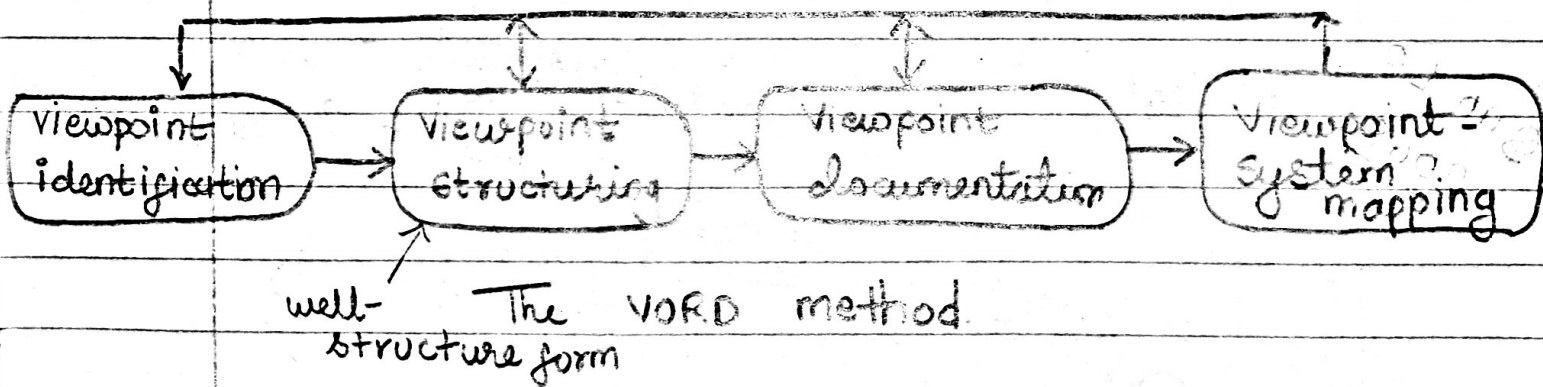 Viewpoint
identification
Viewpoint
structuring
Viewpoint
documentation
Viewpoint -
system
mapping
well-
structure form
The VORD method